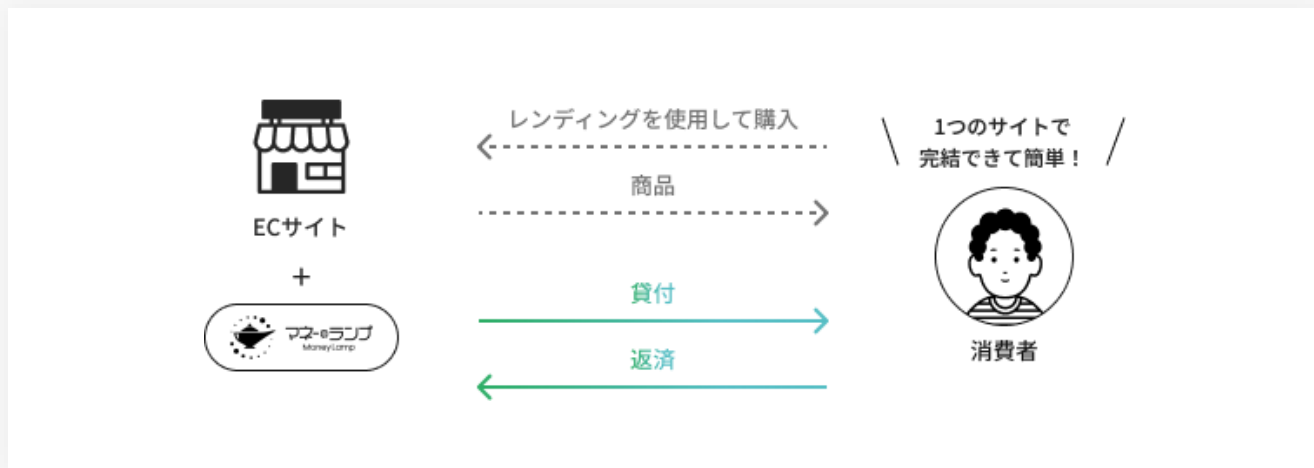 レンディングを使用して購入
商品
1つのサイトで
完結できて簡単！
ECサイト
+
マネーeランプ
MoneyLamp
貸付
返済
消費者